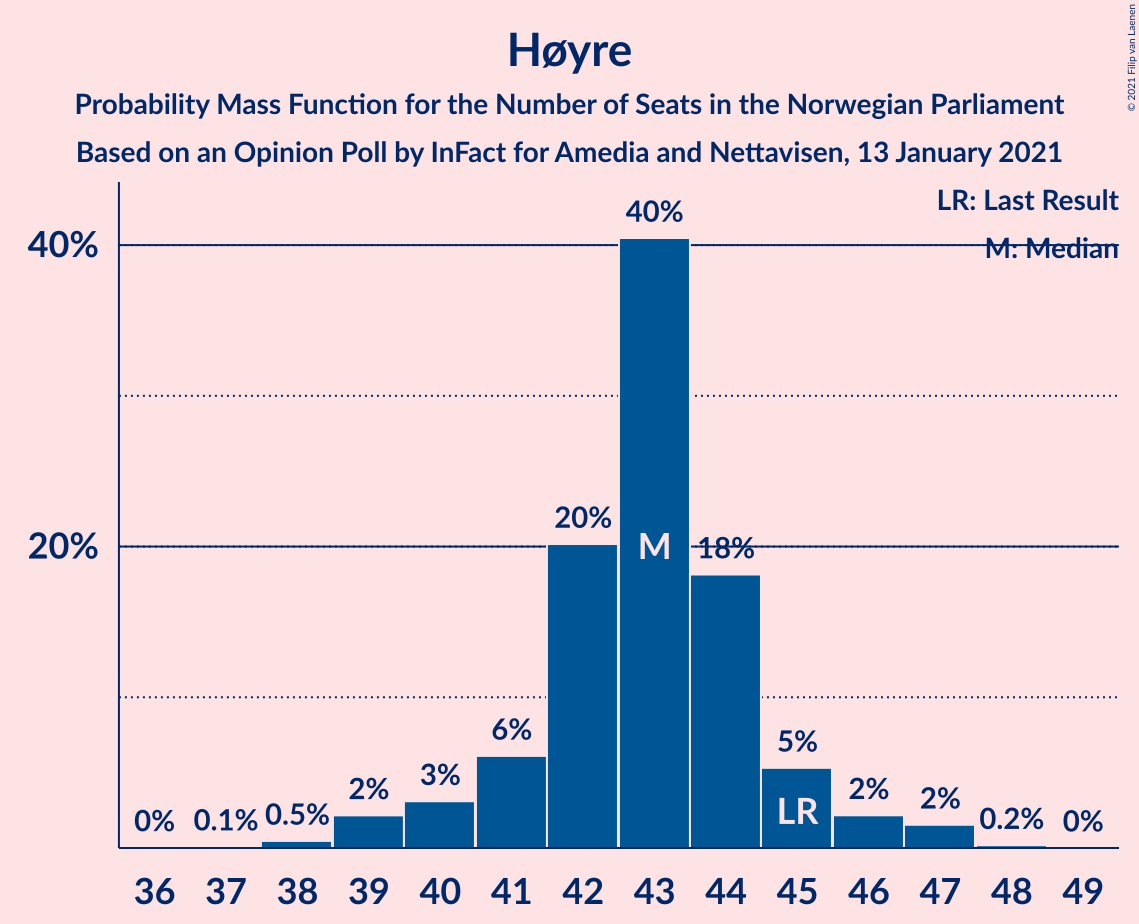 Høyre
Probability Mass Function for the Number of Seats in the Norwegian Parliament
Based on an Opinion Poll by InFact for Amedia and Nettavisen, 13 January 2021
© 2021 Filip van Laenen
LR: Last Result
M: Median
40%
20%
0%
0.1%
0.5%
2%
3%
6%
20%
40%
M
18%
5%
LR
2%
2%
0.2%
0%
36 37 38 39 40 41 42 43 44 45 46 47 48 49